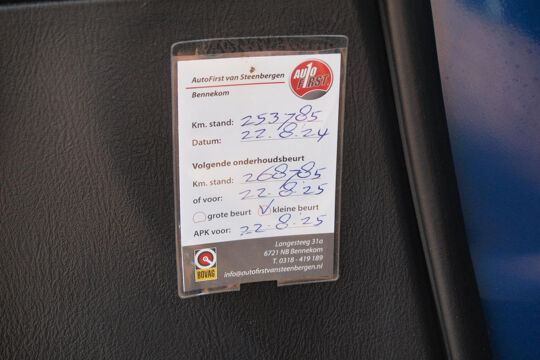 AutoFirst van Steenbergen
AUTO FIRST
Bennekom
Km. stand: 253785
Datum: 22.8.24
Volgende onderhoudsbeurt
Km. stand: 268785
of voor: 22.8.25
grote beurt kleine beurt
APK voor: 22.8.25
Langesteeg 31a
6721 NB Bennekom
T. 0318 - 419 189
info@autofirstvansteenbergen.nl
BOVAG